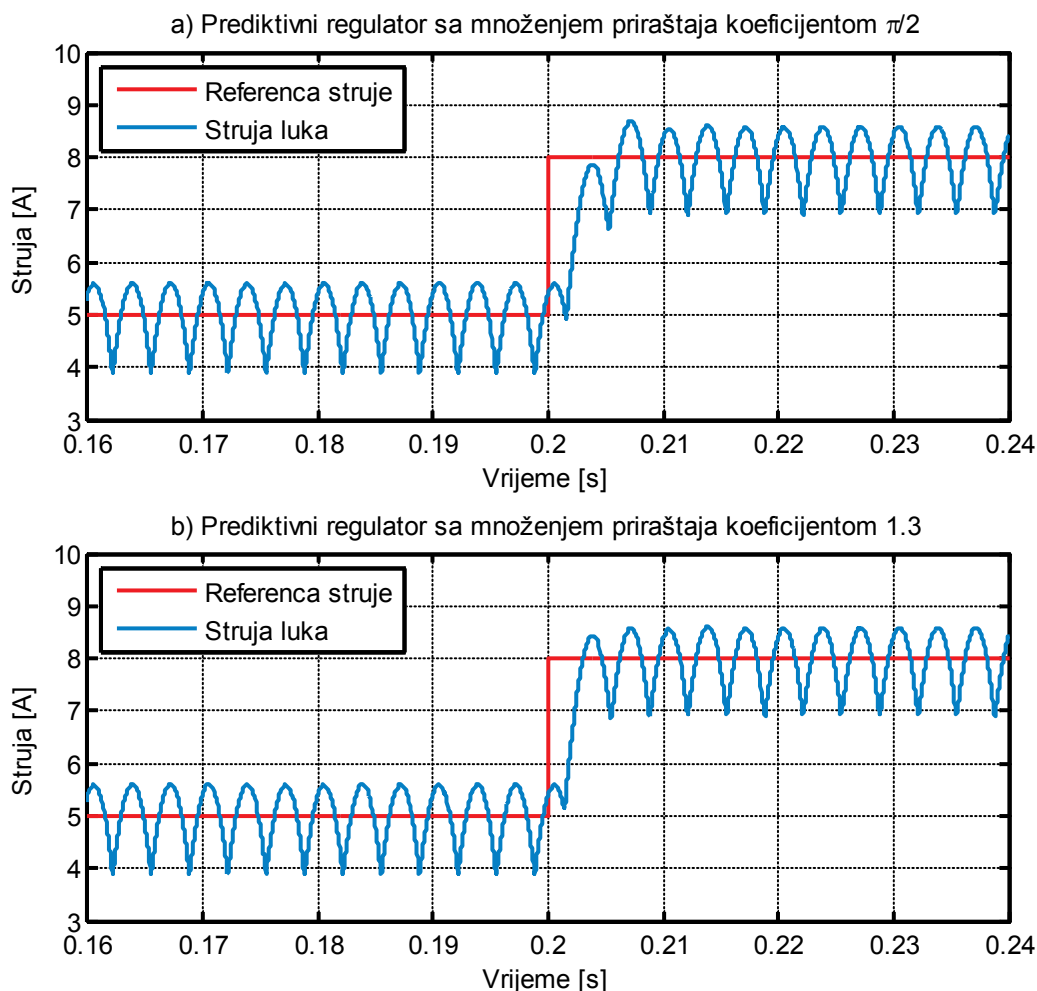 a) Prediktivni regulator sa množenjem priraštaja koeficijentom π/2
10
9
8
7
6
5
4
3
Struja [A]
Referenca struje
Struja luka
0.16 0.17 0.18 0.19 0.2 0.21 0.22 0.23 0.24
Vrijeme [s]
b) Prediktivni regulator sa množenjem priraštaja koeficijentom 1.3
10
9
8
7
6
5
4
3
Struja [A]
Referenca struje
Struja luka
0.16 0.17 0.18 0.19 0.2 0.21 0.22 0.23 0.24
Vrijeme [s]